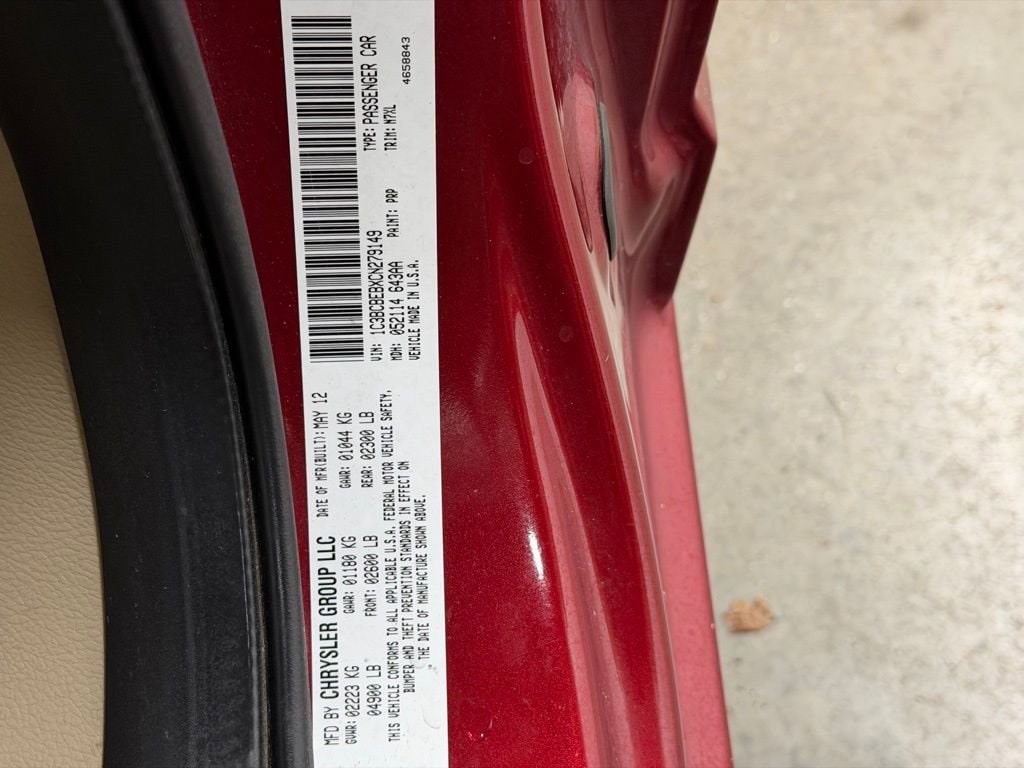 MFD BY CHRYSLER GROUP LLC DATE OF MFR(BUILT): MAY 12
GVWR: 02223 KG GAWR: 01180 KG GAWR: 01044 KG
04900 LB FRONT: 02600 LB REAR: 02300 LB
THIS VEHICLE CONFORMS TO ALL APPLICABLE U.S.A. FEDERAL MOTOR VEHICLE SAFETY,
BUMPER AND THEFT PREVENTION STANDARDS IN EFFECT ON
THE DATE OF MANUFACTURE SHOWN ABOVE.
VIN: 1C3BCBEBXCN279149 TYPE: PASSENGER CAR
MDH: 052114 643AA PAINT: PRP TRIM: N7XL
VEHICLE MADE IN U.S.A. 4658843